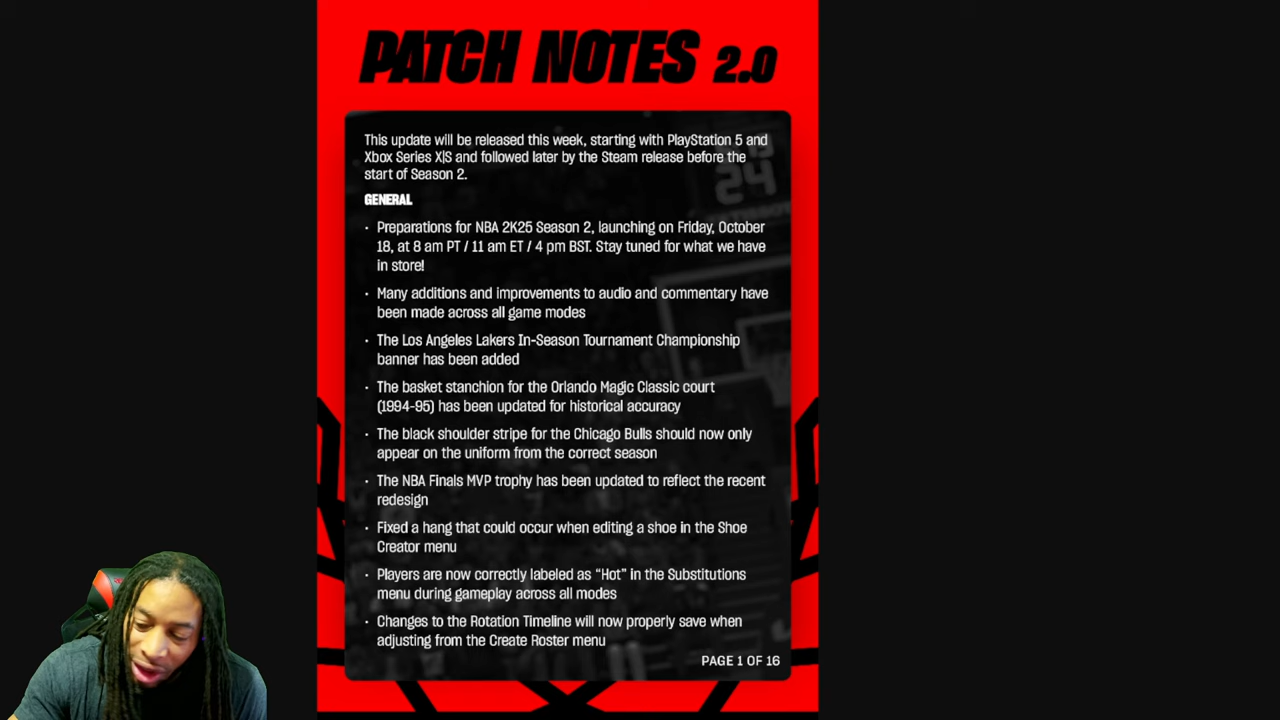 PATCH NOTES 2.0
This update will be released this week, starting with PlayStation 5 and
Xbox Series X|S and followed later by the Steam release before the
start of Season 2.
GENERAL
· Preparations for NBA 2K25 Season 2, launching on Friday, October
18, at 8 am PT / 11 am ET / 4 pm BST. Stay tuned for what we have
in store!
· Many additions and improvements to audio and commentary have
been made across all game modes
· The Los Angeles Lakers In-Season Tournament Championship
banner has been added
· The basket stanchion for the Orlando Magic Classic court
(1994-95) has been updated for historical accuracy
· The black shoulder stripe for the Chicago Bulls should now only
appear on the uniform from the correct season
· The NBA Finals MVP trophy has been updated to reflect the recent
redesign
· Fixed a hang that could occur when editing a shoe in the Shoe
Creator menu
· Players are now correctly labeled as “Hot” in the Substitutions
menu during gameplay across all modes
· Changes to the Rotation Timeline will now properly save when
adjusting from the Create Roster menu
PAGE 1 OF 16
24